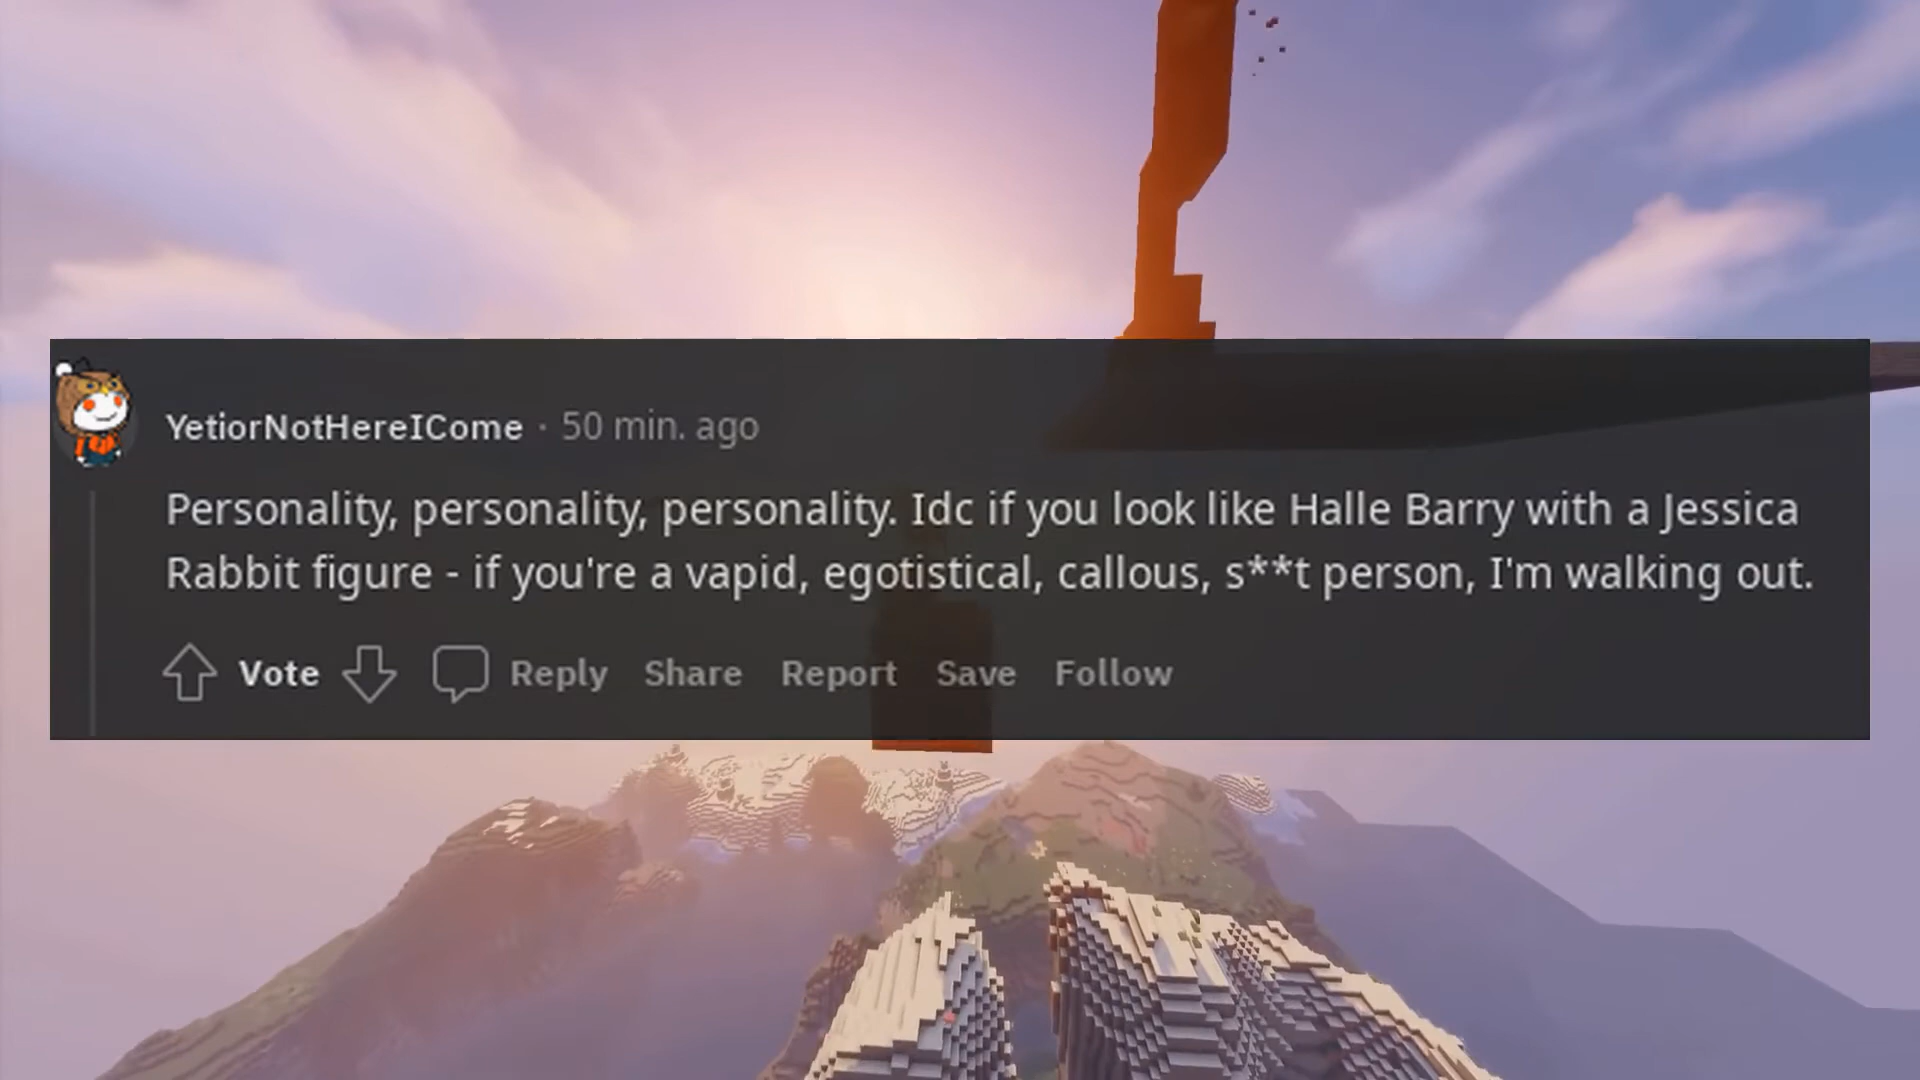 YetiorNotHereICome · 50 min. ago
Personality, personality, personality. Idc if you look like Halle Barry with a Jessica
Rabbit figure - if you're a vapid, egotistical, callous, s**t person, I'm walking out.
Vote Reply Share Report Save Follow